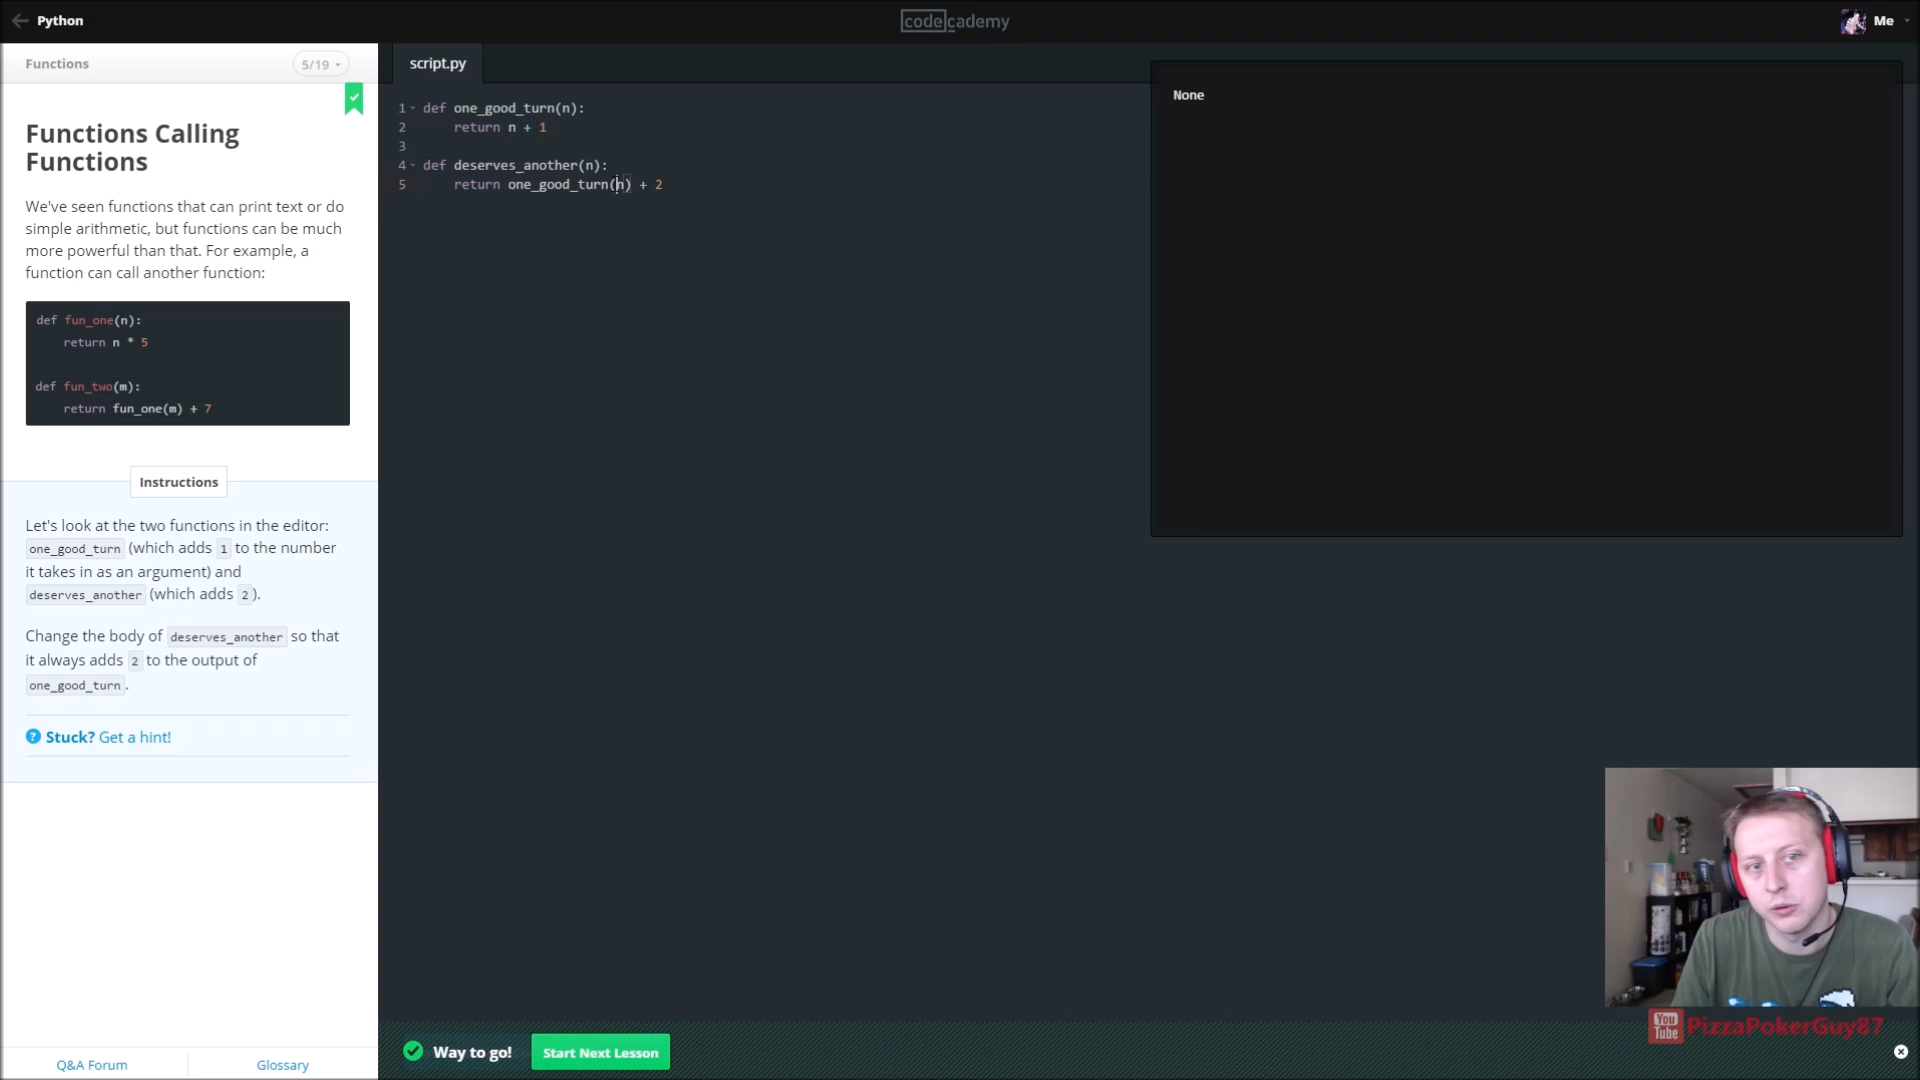 Python
codecademy
Me
Functions
5/19
script.py
Functions Calling
Functions
We've seen functions that can print text or do
simple arithmetic, but functions can be much
more powerful than that. For example, a
function can call another function:
def fun_one(n):
return n * 5
def fun_two(m):
return fun_one(m) + 7
Instructions
Let's look at the two functions in the editor:
one_good_turn (which adds 1 to the number
it takes in as an argument) and
deserves_another (which adds 2).
Change the body of deserves_another so that
it always adds 2 to the output of
one_good_turn.
Stuck? Get a hint!
Q&A Forum
Glossary
1 def one_good_turn(n):
2 return n + 1
3
4 def deserves_another(n):
5 return one_good_turn(n) + 2
None
Way to go!
Start Next Lesson
You Tube PizzaPokerGuy87